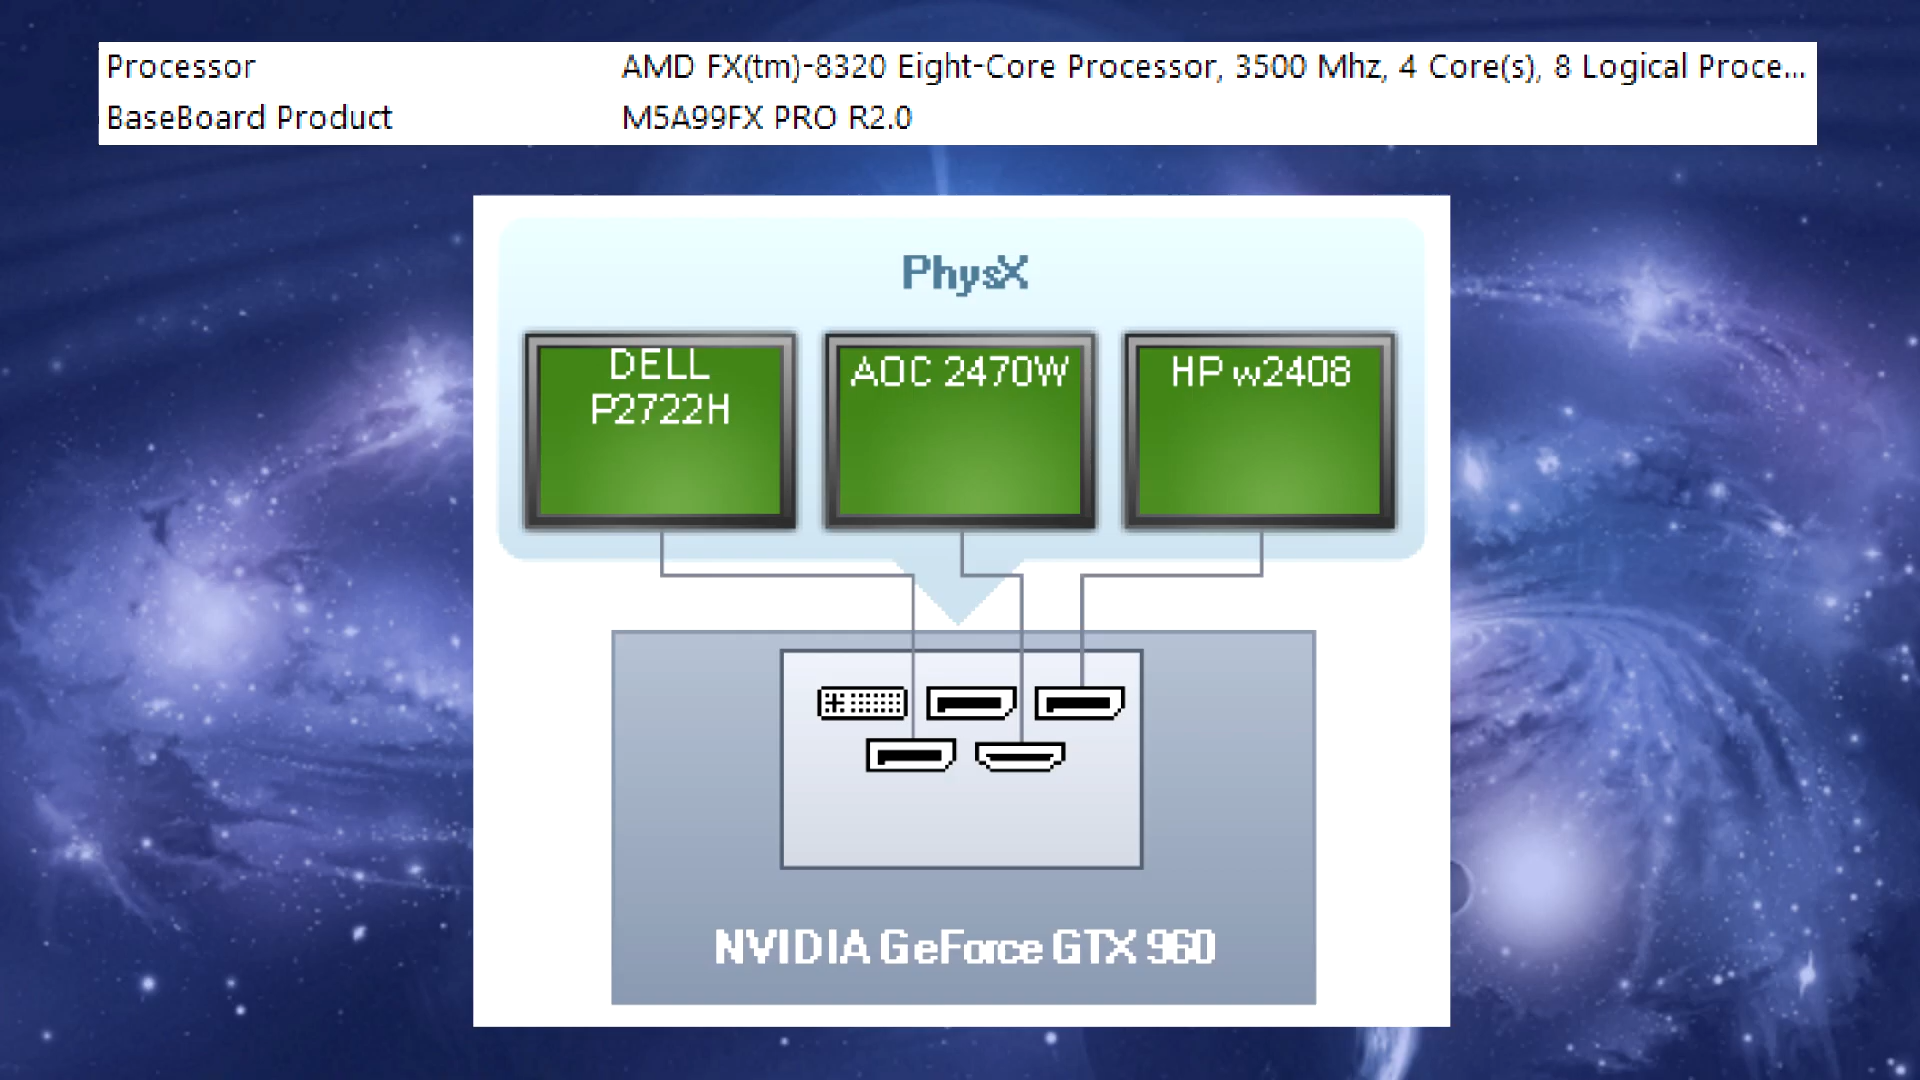 Processor AMD FX(tm)-8320 Eight-Core Processor, 3500 Mhz, 4 Core(s), 8 Logical Proce...
BaseBoard Product M5A99FX PRO R2.0
PhysX
DELL
P2722H
AOC 2470W
HP w2408
NVIDIA GeForce GTX 960